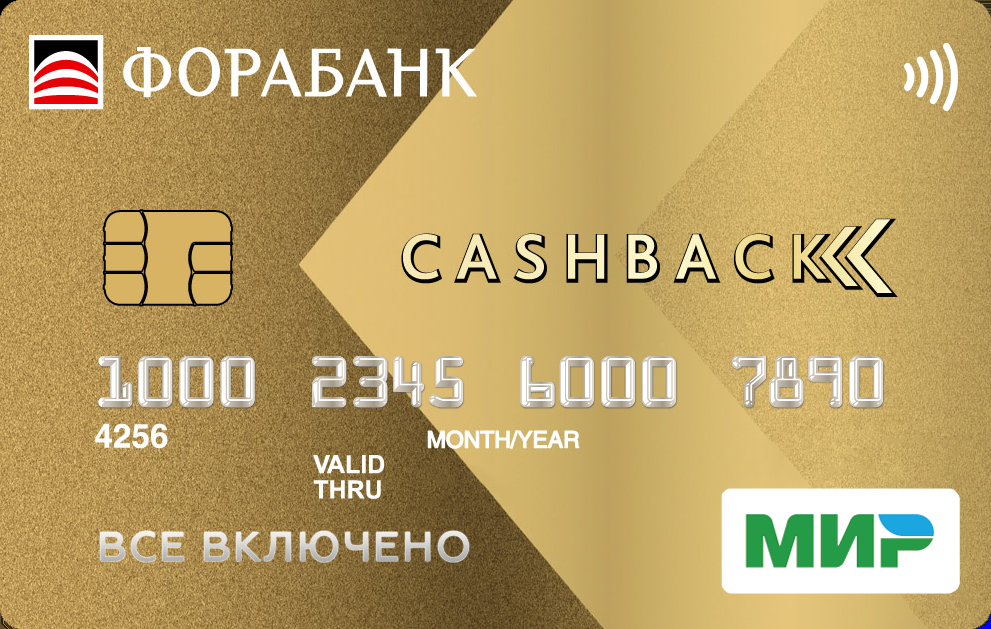 ФОРАБАНК
CASHBACK
1000 2345 6000 7890
4256
MONTH/YEAR
VALID
THRU
ВСЕ ВКЛЮЧЕНО
МИР